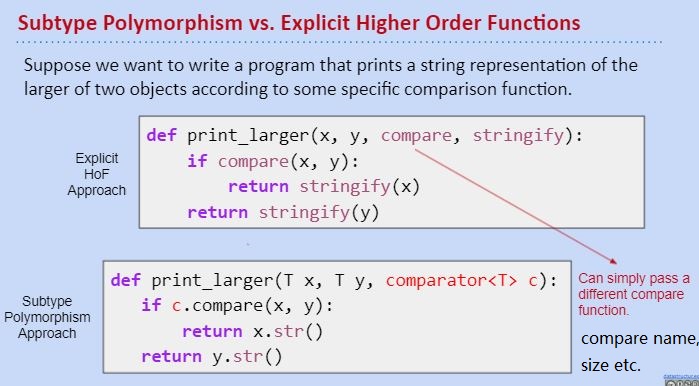 Subtype Polymorphism vs. Explicit Higher Order Functions
Suppose we want to write a program that prints a string representation of the
larger of two objects according to some specific comparison function.
Explicit
HoF
Approach
def print_larger(x, y, compare, stringify):
if compare(x, y):
return stringify(x)
return stringify(y)
Subtype
Polymorphism
Approach
def print_larger(T x, T y, comparator<T> c):
if c.compare(x, y):
return x.str()
return y.str()
Can simply pass a
different compare
function.
compare name,
size etc.